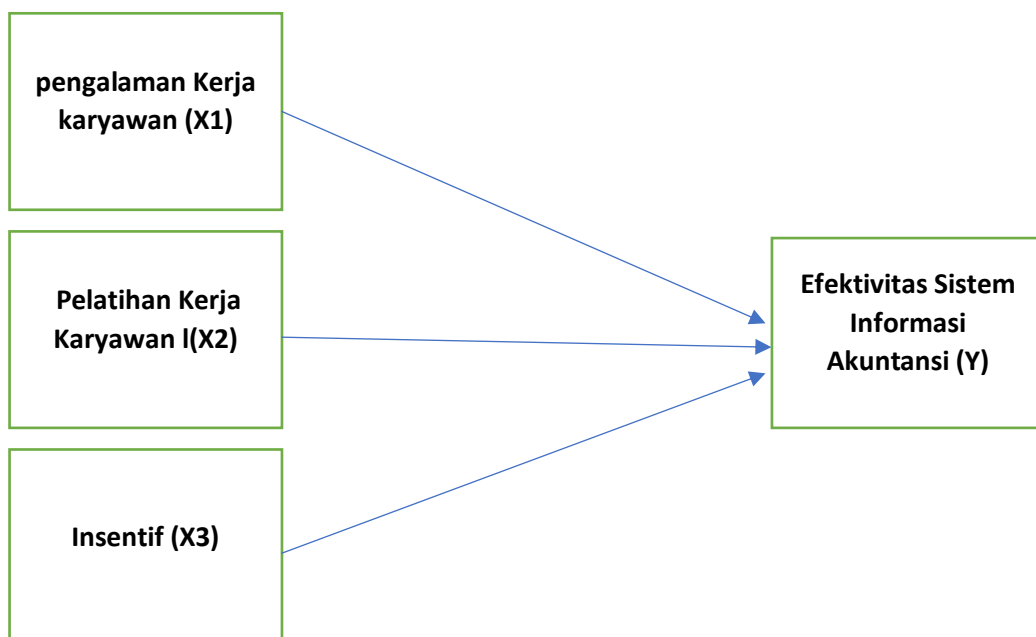 pengalaman Kerja
karyawan (X1)
Pelatihan Kerja
Karyawan l(X2)
Insentif (X3)
Efektivitas Sistem
Informasi
Akuntansi (Y)